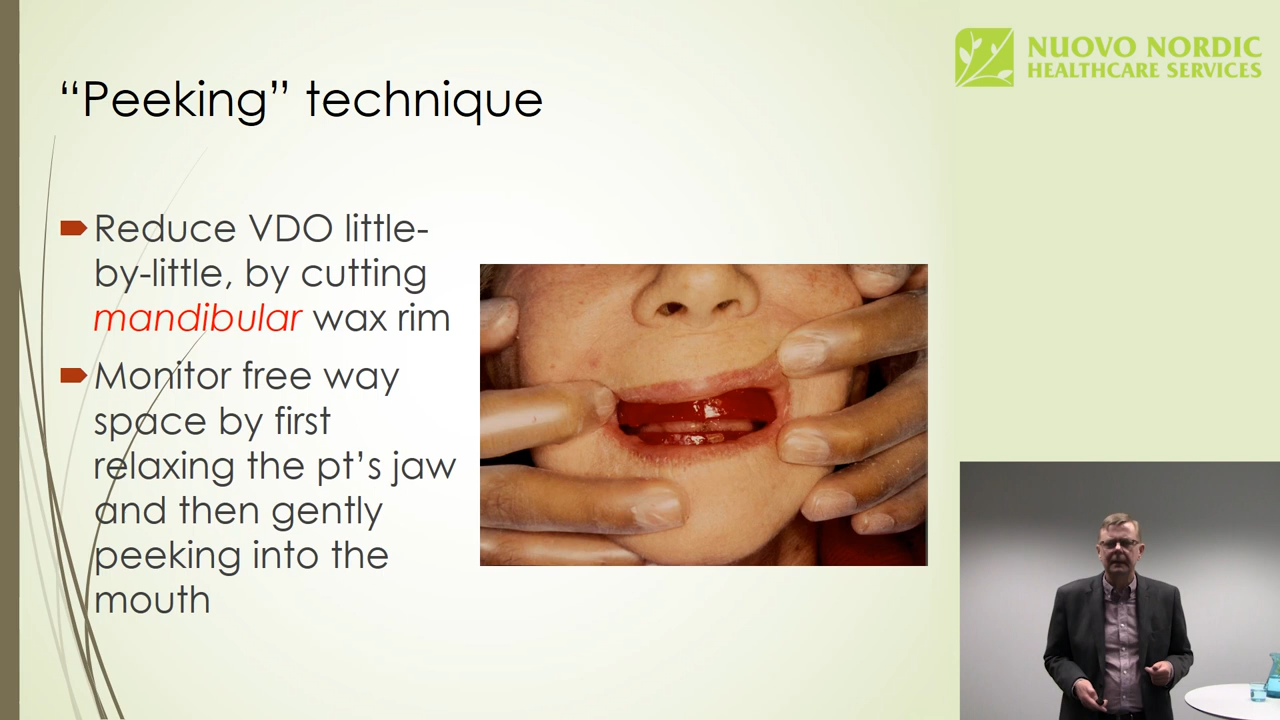 NUOVO NORDIC
HEALTHCARE SERVICES
“Peeking” technique
Reduce VDO little-
by-little, by cutting
mandibular wax rim
Monitor free way
space by first
relaxing the pt’s jaw
and then gently
peeking into the
mouth